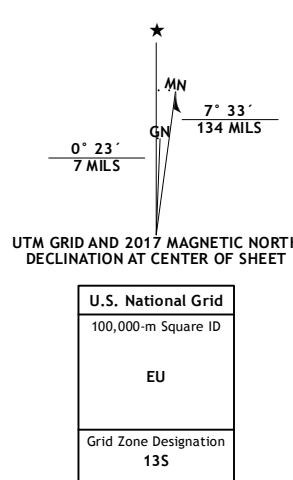 ★
MN
GN
7° 33´
134 MILS
0° 23´
7 MILS
UTM GRID AND 2017 MAGNETIC NORTH
DECLINATION AT CENTER OF SHEET
U.S. National Grid
100,000-m Square ID
EU
Grid Zone Designation
13S